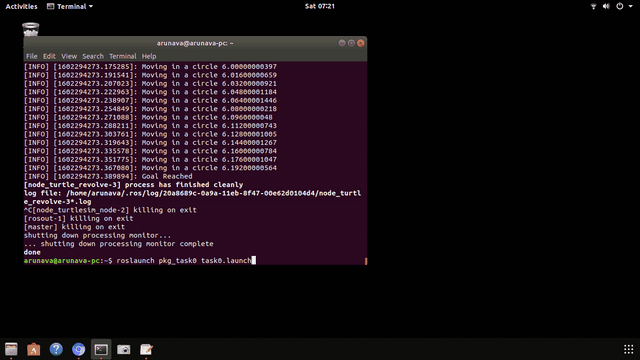 Activities
Terminal
Sat 07:21
arunava@arunava-pc: ~
File Edit View Search Terminal Help
[INFO] [1602294273.175285]: Moving in a circle 6.00000000397
[INFO] [1602294273.191541]: Moving in a circle 6.01600000659
[INFO] [1602294273.207023]: Moving in a circle 6.03200000921
[INFO] [1602294273.222963]: Moving in a circle 6.04800001184
[INFO] [1602294273.238907]: Moving in a circle 6.06400001446
[INFO] [1602294273.254849]: Moving in a circle 6.08000000218
[INFO] [1602294273.271088]: Moving in a circle 6.0960000048
[INFO] [1602294273.288211]: Moving in a circle 6.11200000743
[INFO] [1602294273.303761]: Moving in a circle 6.12800001005
[INFO] [1602294273.319643]: Moving in a circle 6.14400001267
[INFO] [1602294273.335578]: Moving in a circle 6.16000000784
[INFO] [1602294273.351775]: Moving in a circle 6.17600001047
[INFO] [1602294273.367080]: Moving in a circle 6.19200000564
[INFO] [1602294273.389894]: Goal Reached
[node_turtle_revolve-3] process has finished cleanly
log file: /home/arunava/.ros/log/20a8689c-0a9a-11eb-8f47-00e62d0104d4/node_turtl
e_revolve-3*.log
^C[node_turtlesim_node-2] killing on exit
[rosout-1] killing on exit
[master] killing on exit
shutting down processing monitor...
... shutting down processing monitor complete
done
arunava@arunava-pc:~$ roslaunch pkg_task0 task0.launch